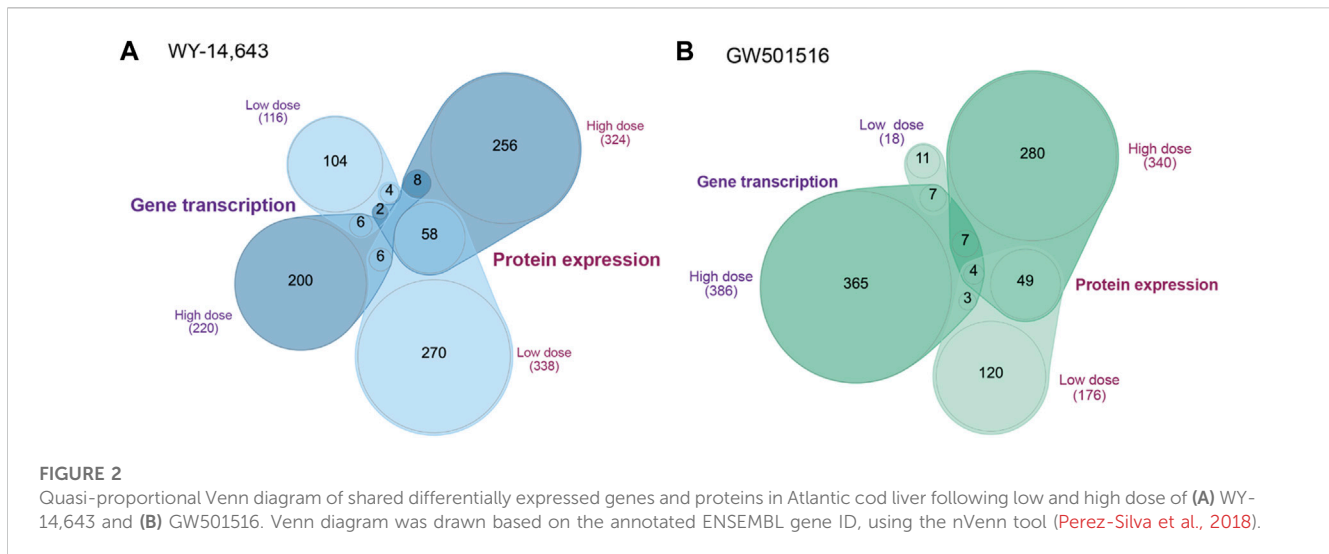 A WY-14,643
Low dose
(116)
High dose
(324)
104
256
4
8
2
Gene transcription
6
58
6
Protein expression
200
High dose
(220)
270
Low dose
(338)
B GW501516
Low dose
(18)
11
280
High dose
(340)
Gene transcription
7
7
High dose
(386)
365
4
49
Protein expression
3
120
Low dose
(176)
FIGURE 2
Quasi-proportional Venn diagram of shared differentially expressed genes and proteins in Atlantic cod liver following low and high dose of (A) WY-
14,643 and (B) GW501516. Venn diagram was drawn based on the annotated ENSEMBL gene ID, using the nVenn tool (Perez-Silva et al., 2018).